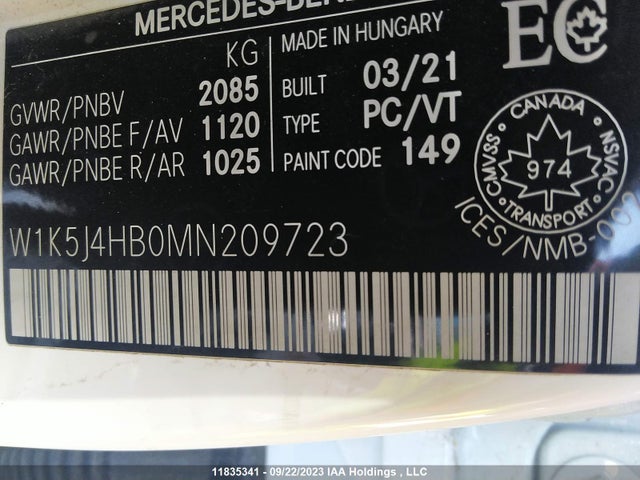 MERCEDES-BEN
KG
GVWR/PNBV 2085
GAWR/PNBE F/AV 1120
GAWR/PNBE R/AR 1025
MADE IN HUNGARY
BUILT 03/21
TYPE PC/VT
PAINT CODE 149
EC
CANADA
CMVSS 974 NSVAC
TRANSPORT
ICES/NMB-002
W1K5J4HB0MN209723
11835341 - 09/22/2023 IAA Holdings , LLC